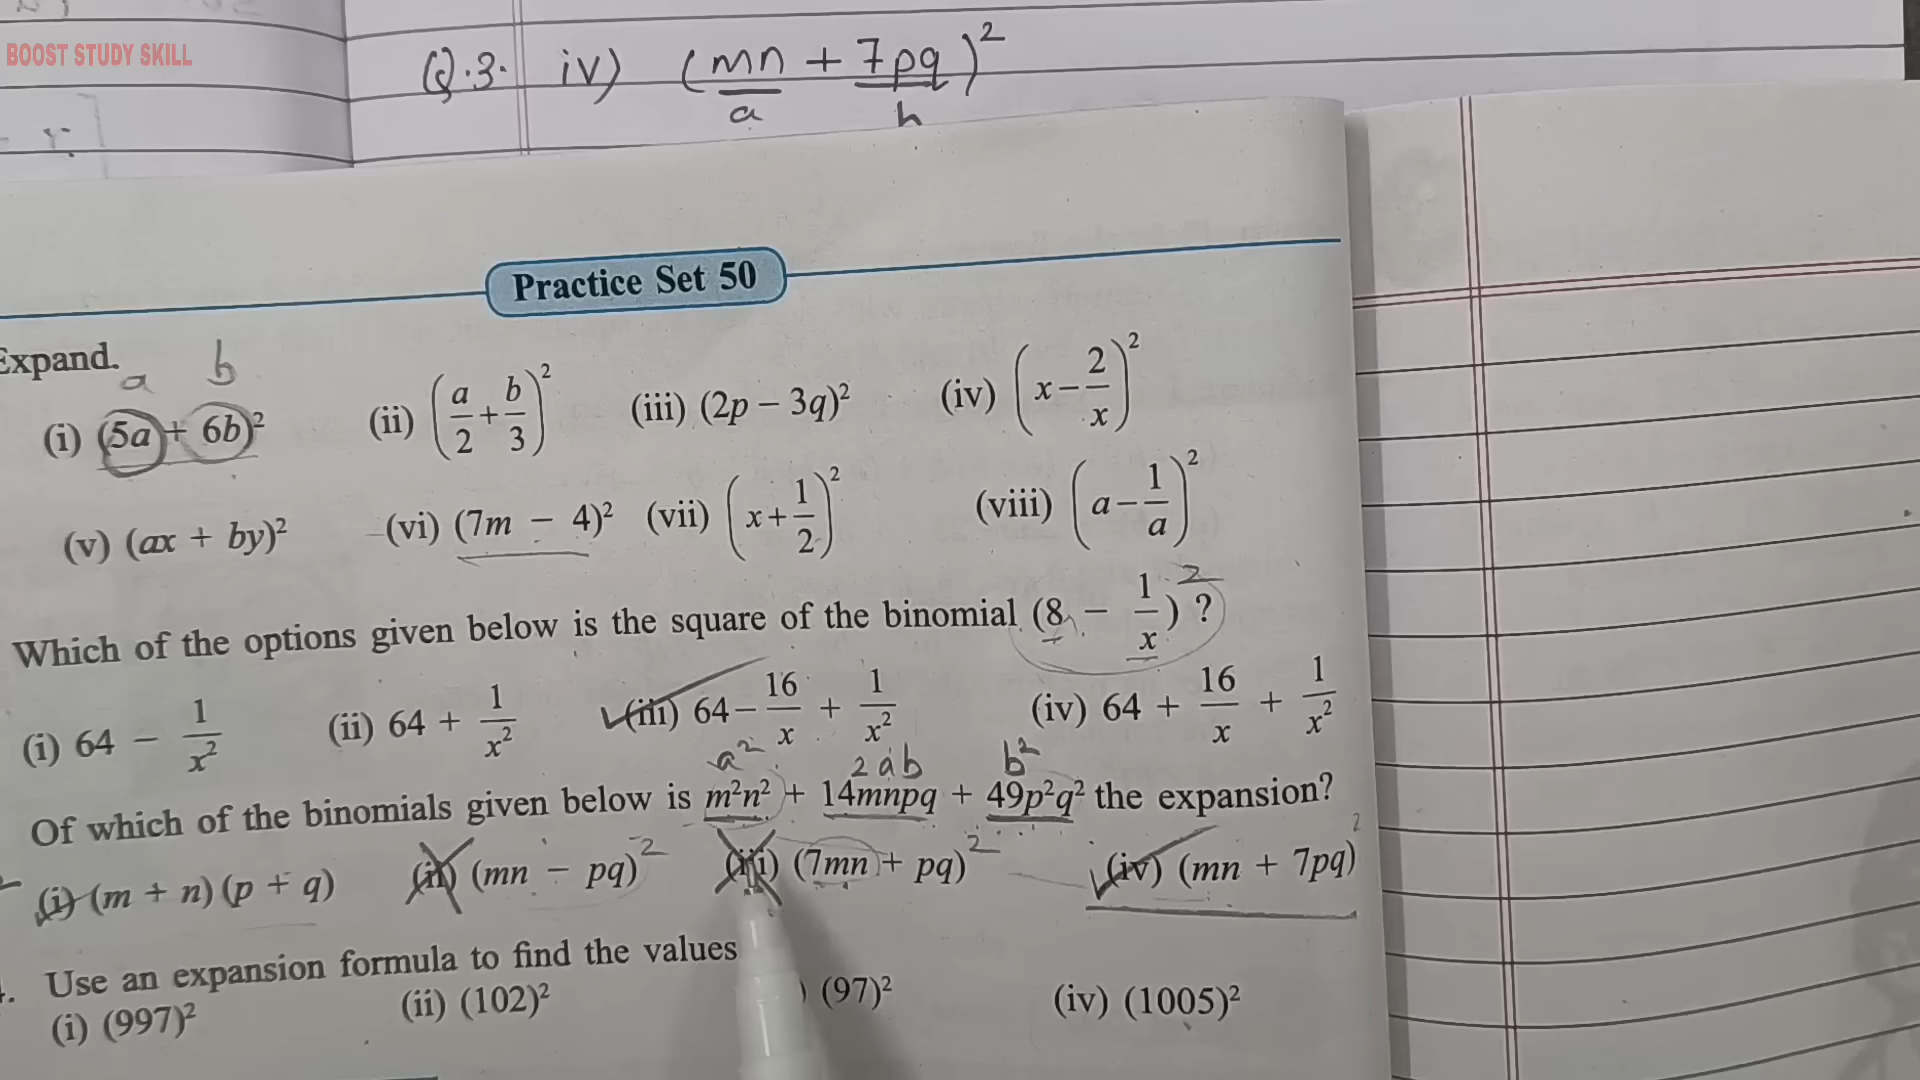 BOOST STUDY SKILL
Q.3. iv) (mn + 7pq)²
a
Practice Set 50
Expand.
a b
(i) (5a + 6b)² (ii) (a/2 + b/3)² (iii) (2p − 3q)² (iv) (x − 2/x)²
(v) (ax + by)² (vi) (7m − 4)² (vii) (x + 1/2)² (viii) (a − 1/a)²
Which of the options given below is the square of the binomial (8 − 1/x)² ?
(i) 64 − 1/x² (ii) 64 + 1/x² (iii) 64 − 16/x + 1/x² (iv) 64 + 16/x + 1/x²
a² 2ab b²
Of which of the binomials given below is m²n² + 14mnpq + 49p²q² the expansion?
(i) (m + n) (p + q) (ii) (mn − pq)² (iii) (7mn + pq)² (iv) (mn + 7pq)²
Use an expansion formula to find the values
(i) (997)² (ii) (102)² ) (97)² (iv) (1005)²